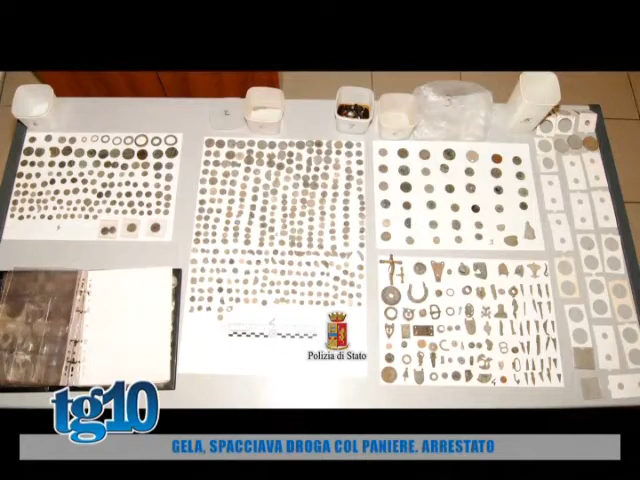 Polizia di Stato
tg10
GELA, SPACCIAVA DROGA COL PANIERE. ARRESTATO